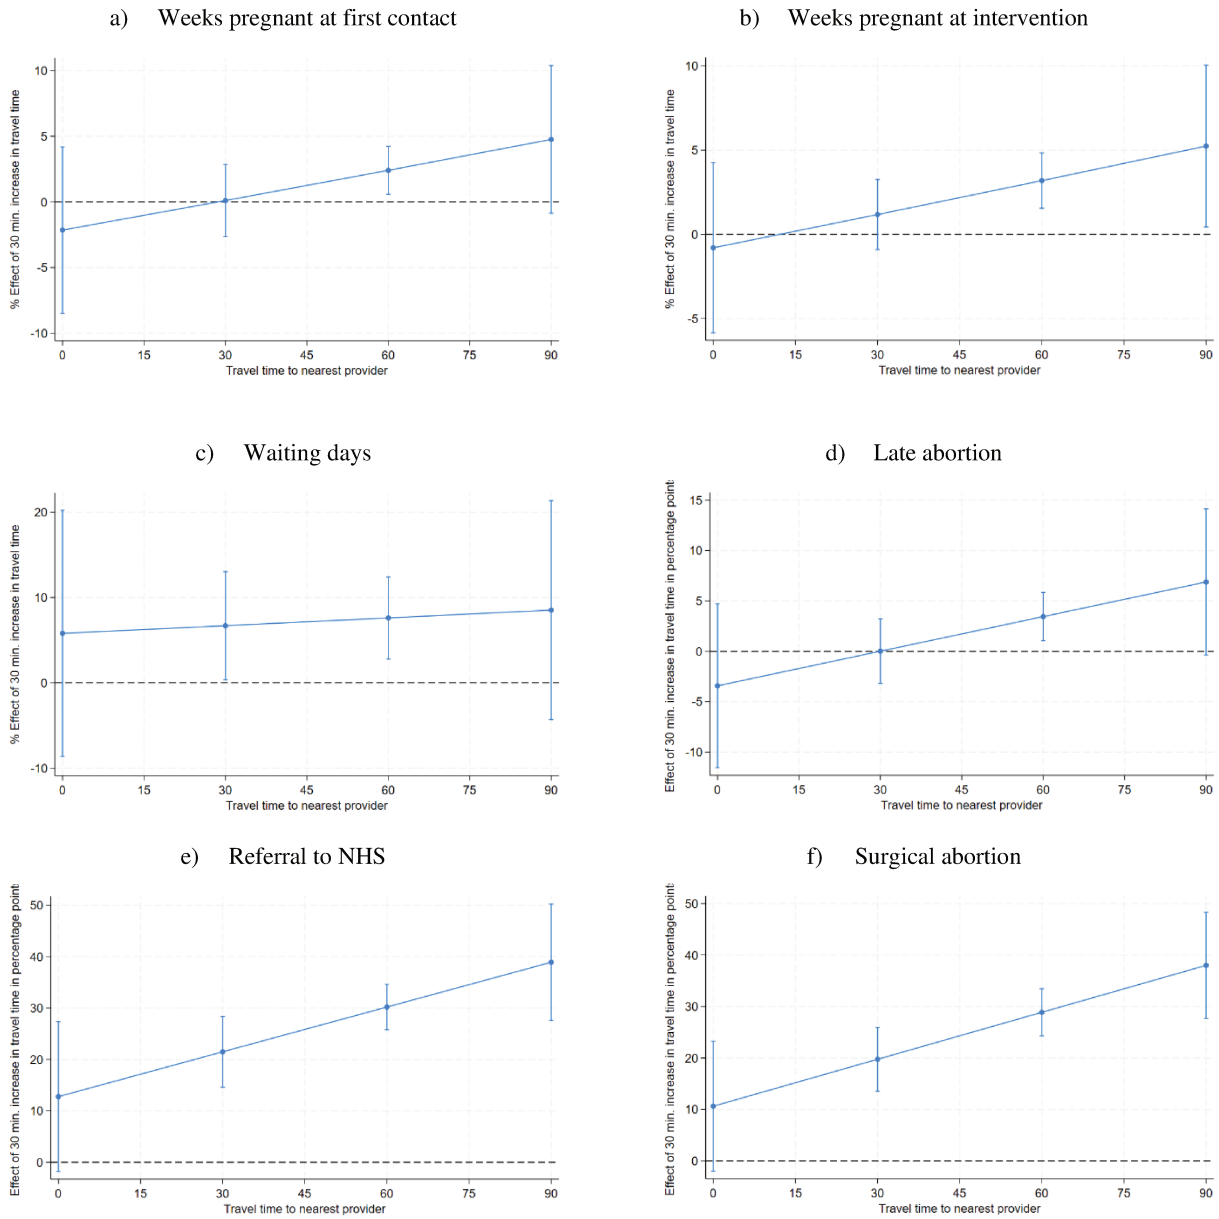 a) Weeks pregnant at first contact
% Effect of 30 min. increase in travel time
10
5
0
-5
-10
0 15 30 45 60 75 90
Travel time to nearest provider
b) Weeks pregnant at intervention
% Effect of 30 min. increase in travel time
10
5
0
-5
0 15 30 45 60 75 90
Travel time to nearest provider
c) Waiting days
% Effect of 30 min. increase in travel time
20
10
0
-10
0 15 30 45 60 75 90
Travel time to nearest provider
d) Late abortion
Effect of 30 min. increase in travel time in percentage points
15
10
5
0
-5
-10
0 15 30 45 60 75 90
Travel time to nearest provider
e) Referral to NHS
Effect of 30 min. increase in travel time in percentage points
50
40
30
20
10
0
0 15 30 45 60 75 90
Travel time to nearest provider
f) Surgical abortion
Effect of 30 min. increase in travel time in percentage points
50
40
30
20
10
0
0 15 30 45 60 75 90
Travel time to nearest provider